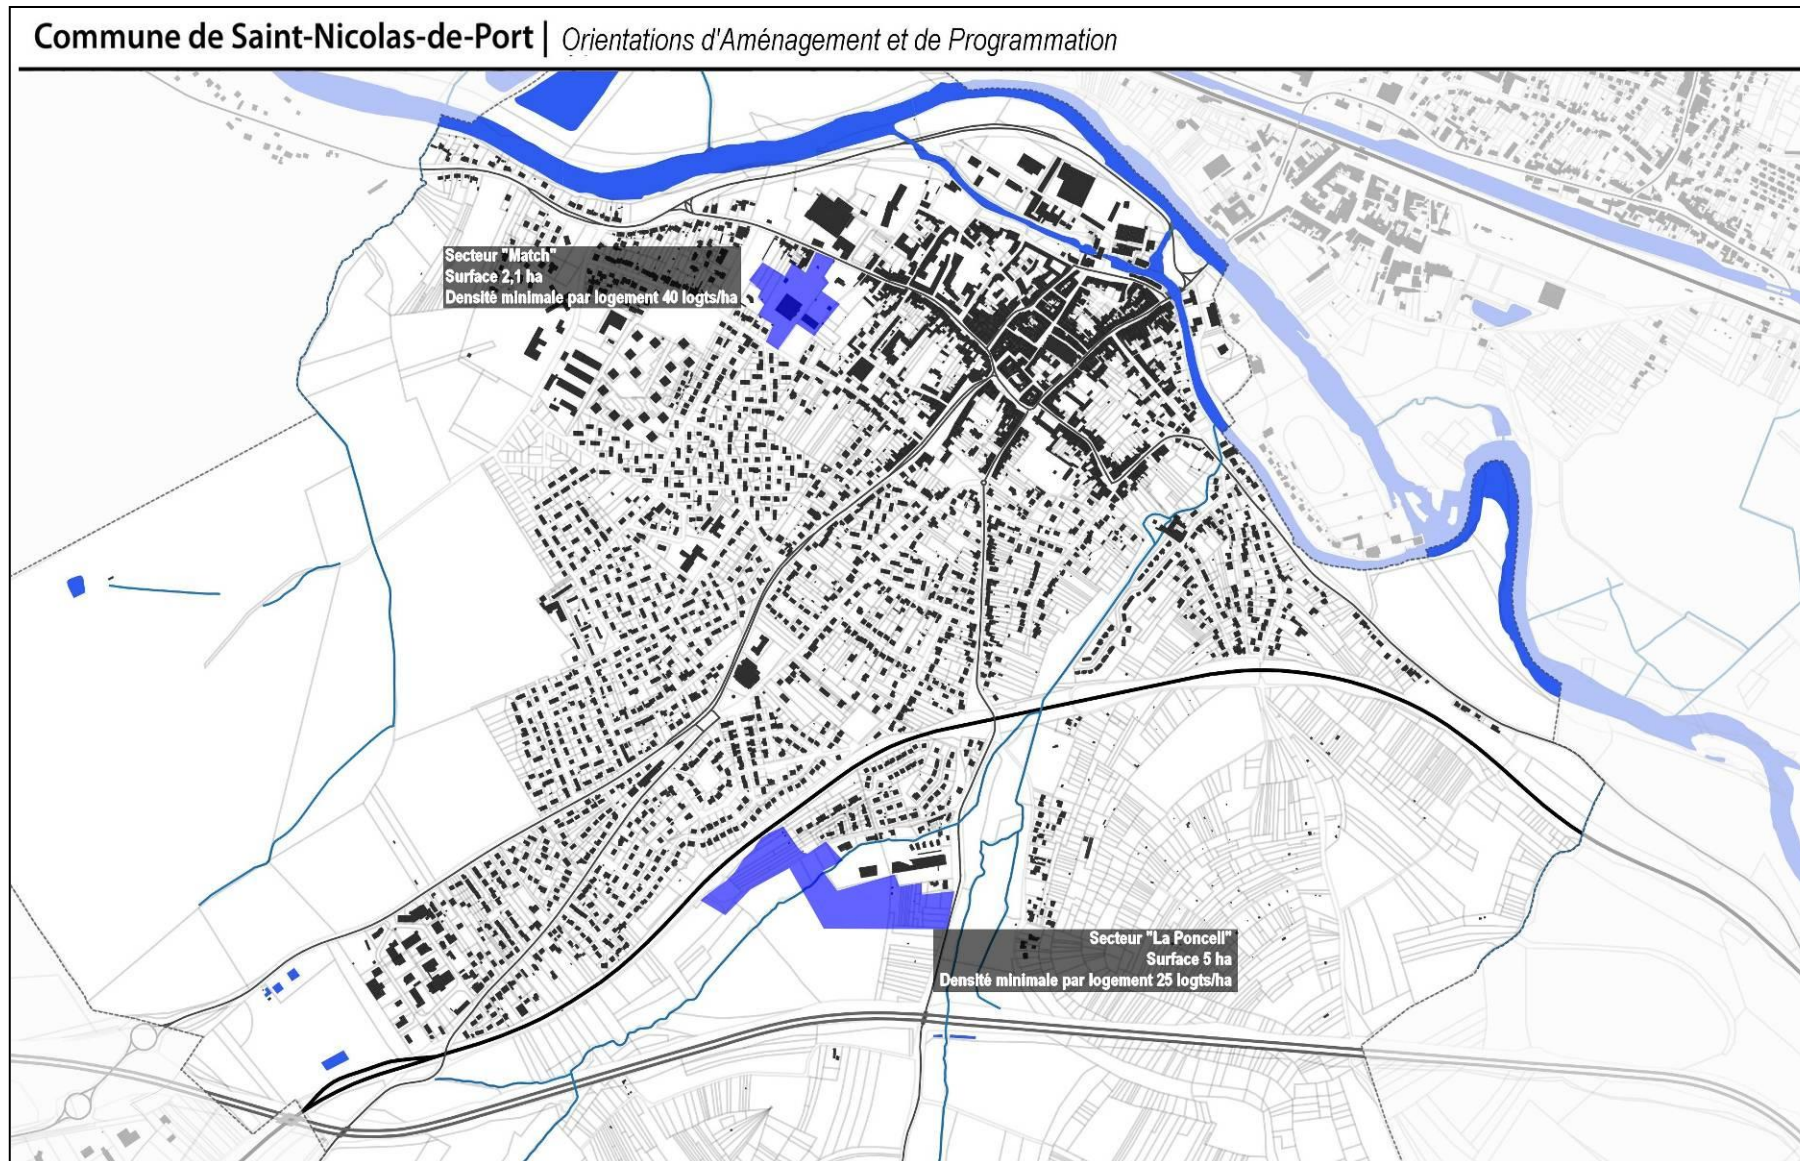 Commune de Saint-Nicolas-de-Port | Orientations d'Aménagement et de Programmation
Secteur "Match"
Surface 2,1 ha
Densité minimale par logement 40 logts/ha
Secteur "La Poncell"
Surface 5 ha
Densité minimale par logement 25 logts/ha